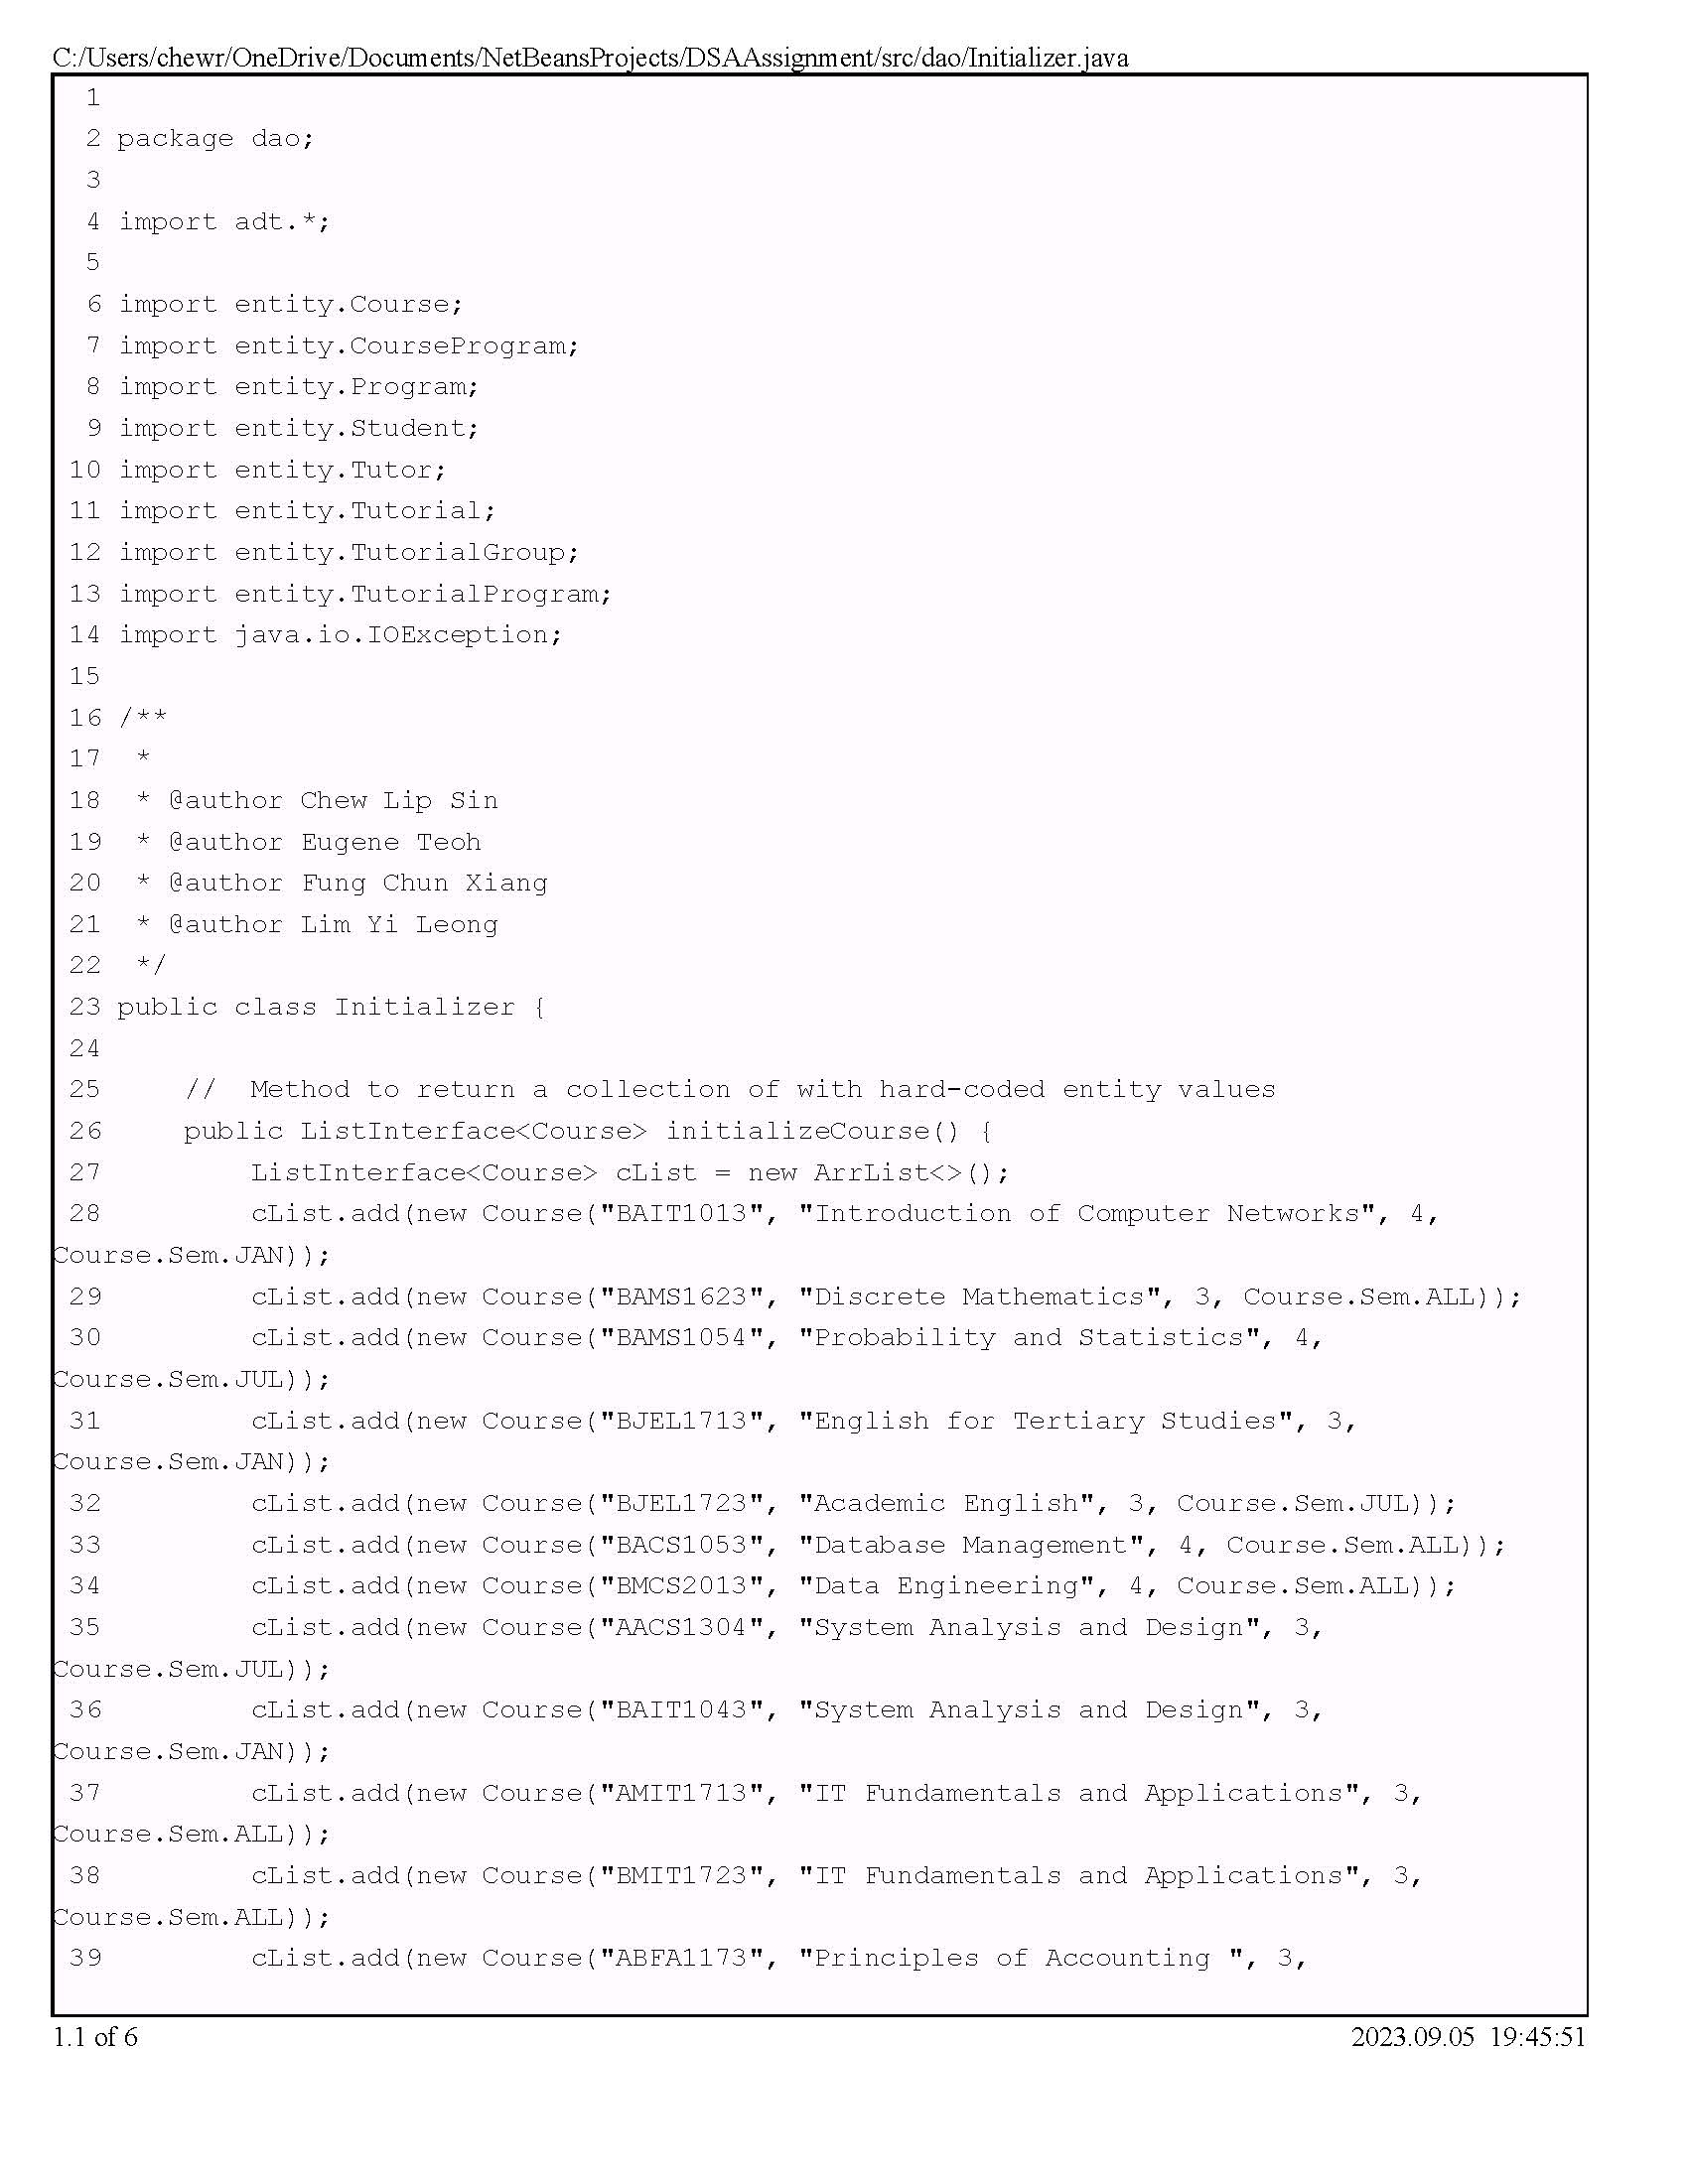 C:/Users/chewr/OneDrive/Documents/NetBeansProjects/DSAAssignment/src/dao/Initializer.java
1
2 package dao;
3
4 import adt.*;
5
6 import entity.Course;
7 import entity.CourseProgram;
8 import entity.Program;
9 import entity.Student;
10 import entity.Tutor;
11 import entity.Tutorial;
12 import entity.TutorialGroup;
13 import entity.TutorialProgram;
14 import java.io.IOException;
15
16 /**
17  *
18  * @author Chew Lip Sin
19  * @author Eugene Teoh
20  * @author Fung Chun Xiang
21  * @author Lim Yi Leong
22  */
23 public class Initializer {
24
25     //  Method to return a collection of with hard-coded entity values
26     public ListInterface<Course> initializeCourse() {
27         ListInterface<Course> cList = new ArrList<>();
28         cList.add(new Course("BAIT1013", "Introduction of Computer Networks", 4,
Course.Sem.JAN));
29         cList.add(new Course("BAMS1623", "Discrete Mathematics", 3, Course.Sem.ALL));
30         cList.add(new Course("BAMS1054", "Probability and Statistics", 4,
Course.Sem.JUL));
31         cList.add(new Course("BJEL1713", "English for Tertiary Studies", 3,
Course.Sem.JAN));
32         cList.add(new Course("BJEL1723", "Academic English", 3, Course.Sem.JUL));
33         cList.add(new Course("BACS1053", "Database Management", 4, Course.Sem.ALL));
34         cList.add(new Course("BMCS2013", "Data Engineering", 4, Course.Sem.ALL));
35         cList.add(new Course("AACS1304", "System Analysis and Design", 3,
Course.Sem.JUL));
36         cList.add(new Course("BAIT1043", "System Analysis and Design", 3,
Course.Sem.JAN));
37         cList.add(new Course("AMIT1713", "IT Fundamentals and Applications", 3,
Course.Sem.ALL));
38         cList.add(new Course("BMIT1723", "IT Fundamentals and Applications", 3,
Course.Sem.ALL));
39         cList.add(new Course("ABFA1173", "Principles of Accounting ", 3,
1.1 of 6
2023.09.05  19:45:51